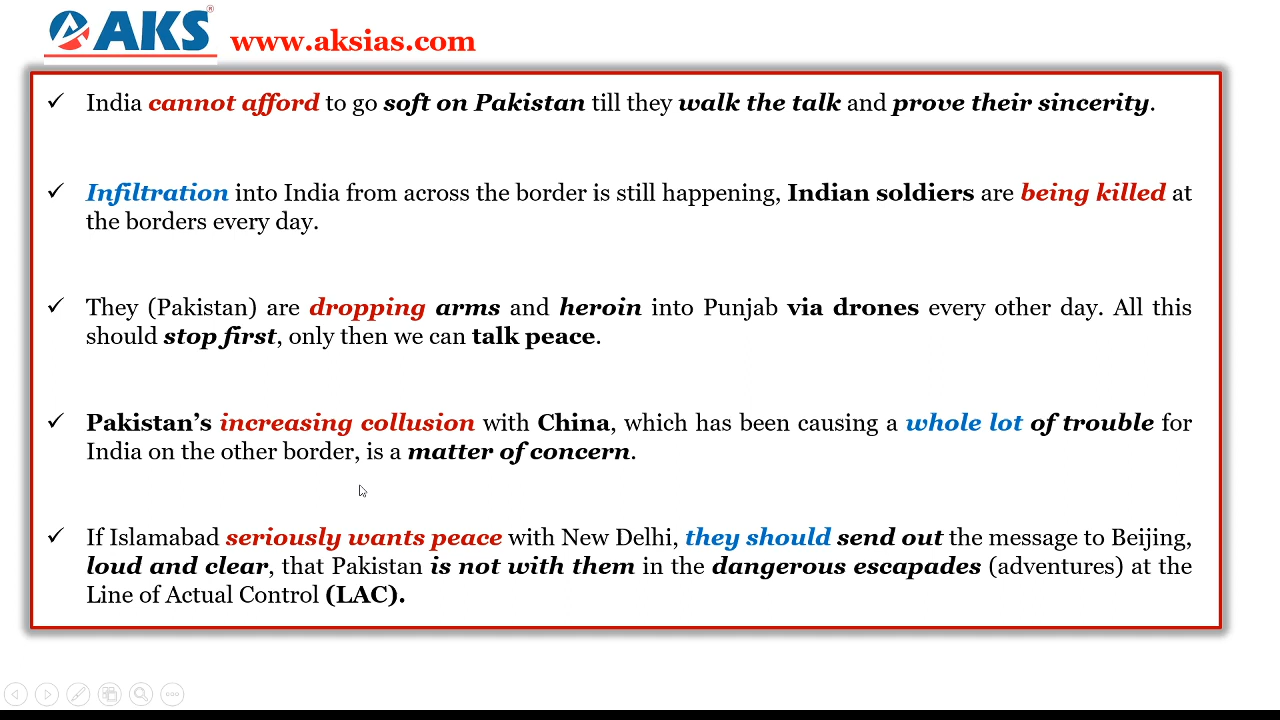 AKS
www.aksias.com
✓ India cannot afford to go soft on Pakistan till they walk the talk and prove their sincerity.
✓ Infiltration into India from across the border is still happening, Indian soldiers are being killed at
the borders every day.
✓ They (Pakistan) are dropping arms and heroin into Punjab via drones every other day. All this
should stop first, only then we can talk peace.
✓ Pakistan’s increasing collusion with China, which has been causing a whole lot of trouble for
India on the other border, is a matter of concern.
✓ If Islamabad seriously wants peace with New Delhi, they should send out the message to Beijing,
loud and clear, that Pakistan is not with them in the dangerous escapades (adventures) at the
Line of Actual Control (LAC).